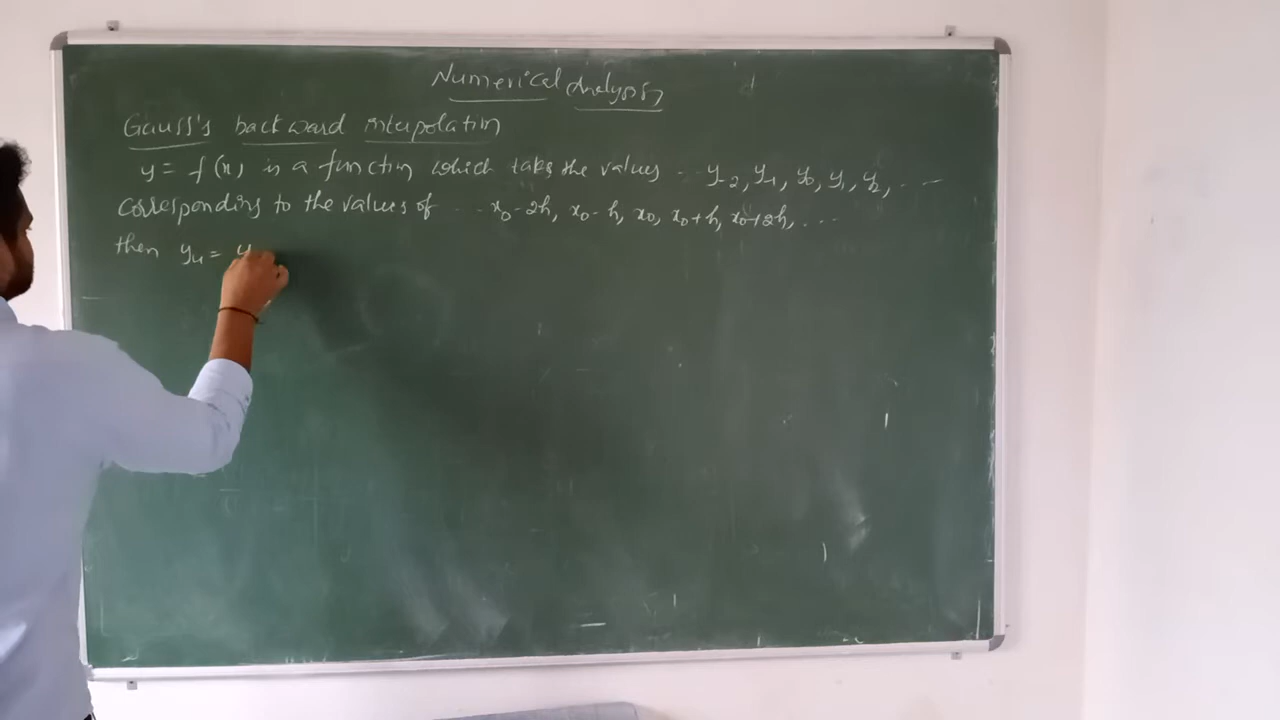 Numerical Analysis
Gauss's backward interpolation
y = f(x) is a function which takes the values .. y₋₂, y₋₁, y₀, y₁, y₂, ...
corresponding to the values of ... x₀-2h, x₀-h, x₀, x₀+h, x₀+2h, ...
then yᵤ = y